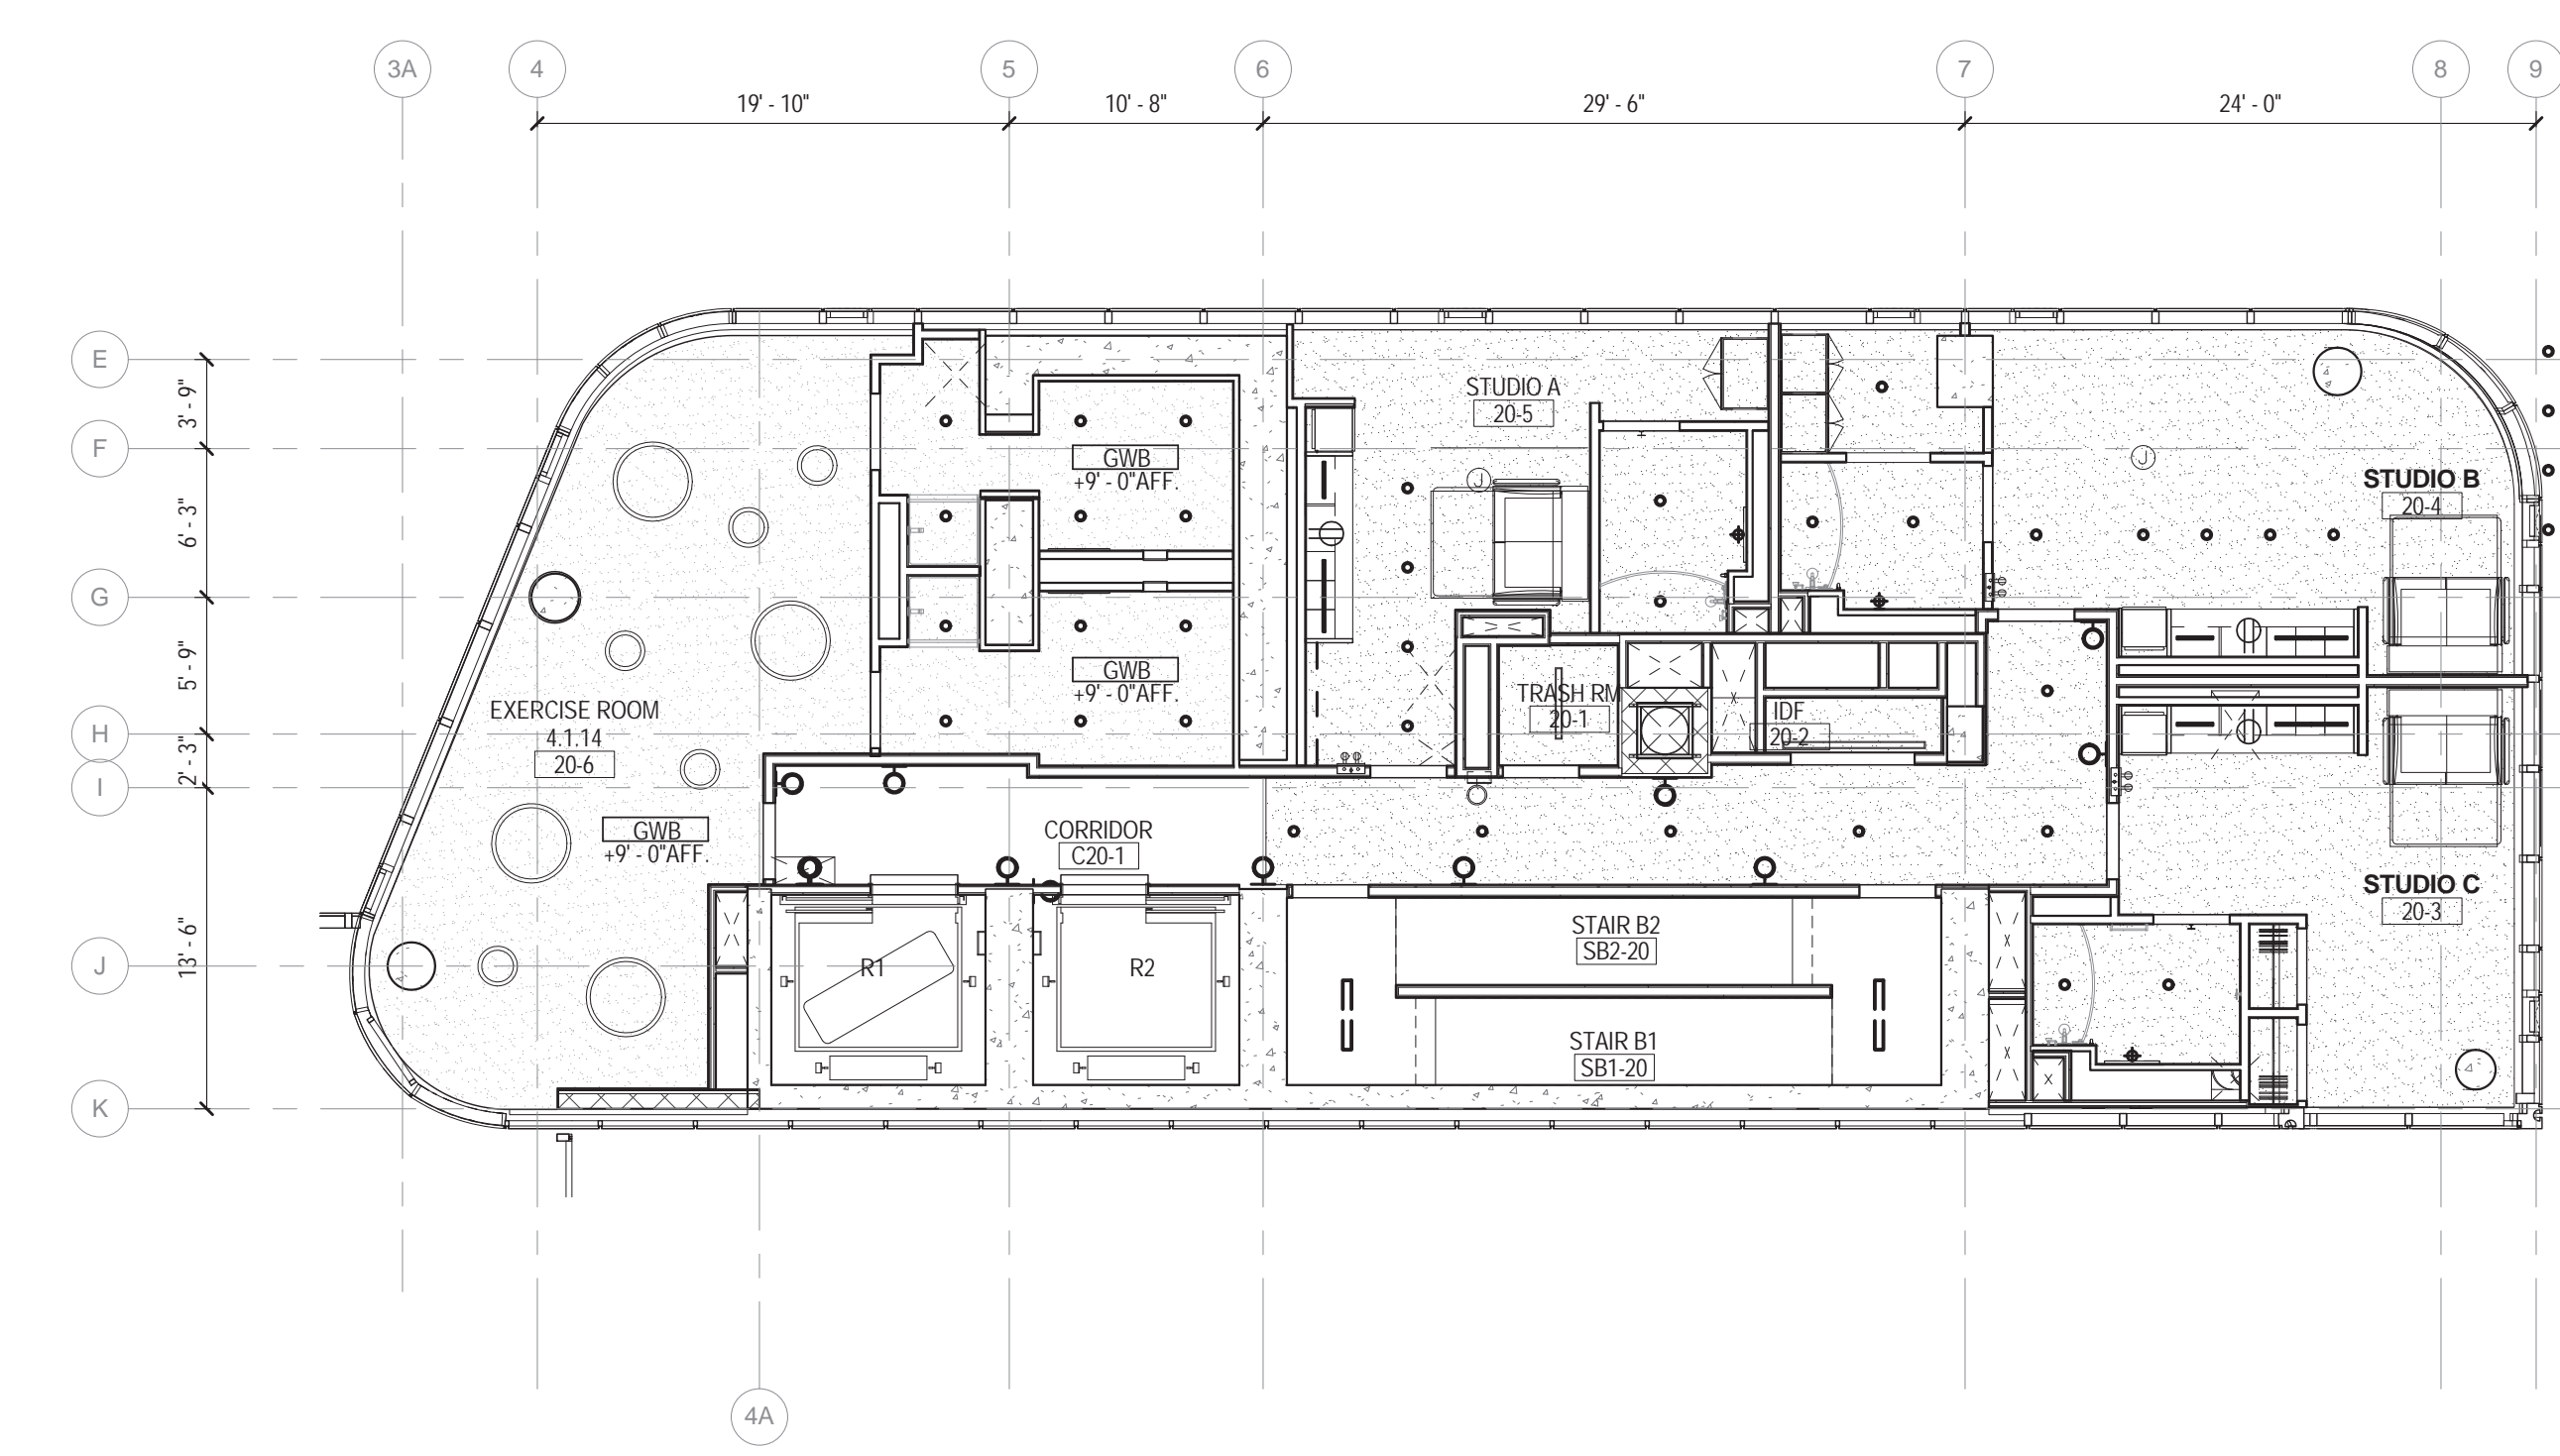 3A
4
5
6
7
8
9
19' - 10"
10' - 8"
29' - 6"
24' - 0"
E
3' - 9"
F
6' - 3"
G
5' - 9"
H
2' - 3"
I
13' - 6"
J
K
4A
STUDIO A
20-5
GWB
+9' - 0"AFF.
J
J
STUDIO B
20-4
GWB
+9' - 0"AFF.
TRASH RM
20-1
IDF
20-2
EXERCISE ROOM
4.1.14
20-6
GWB
+9' - 0"AFF.
CORRIDOR
C20-1
STUDIO C
20-3
STAIR B2
SB2-20
R1
R2
STAIR B1
SB1-20